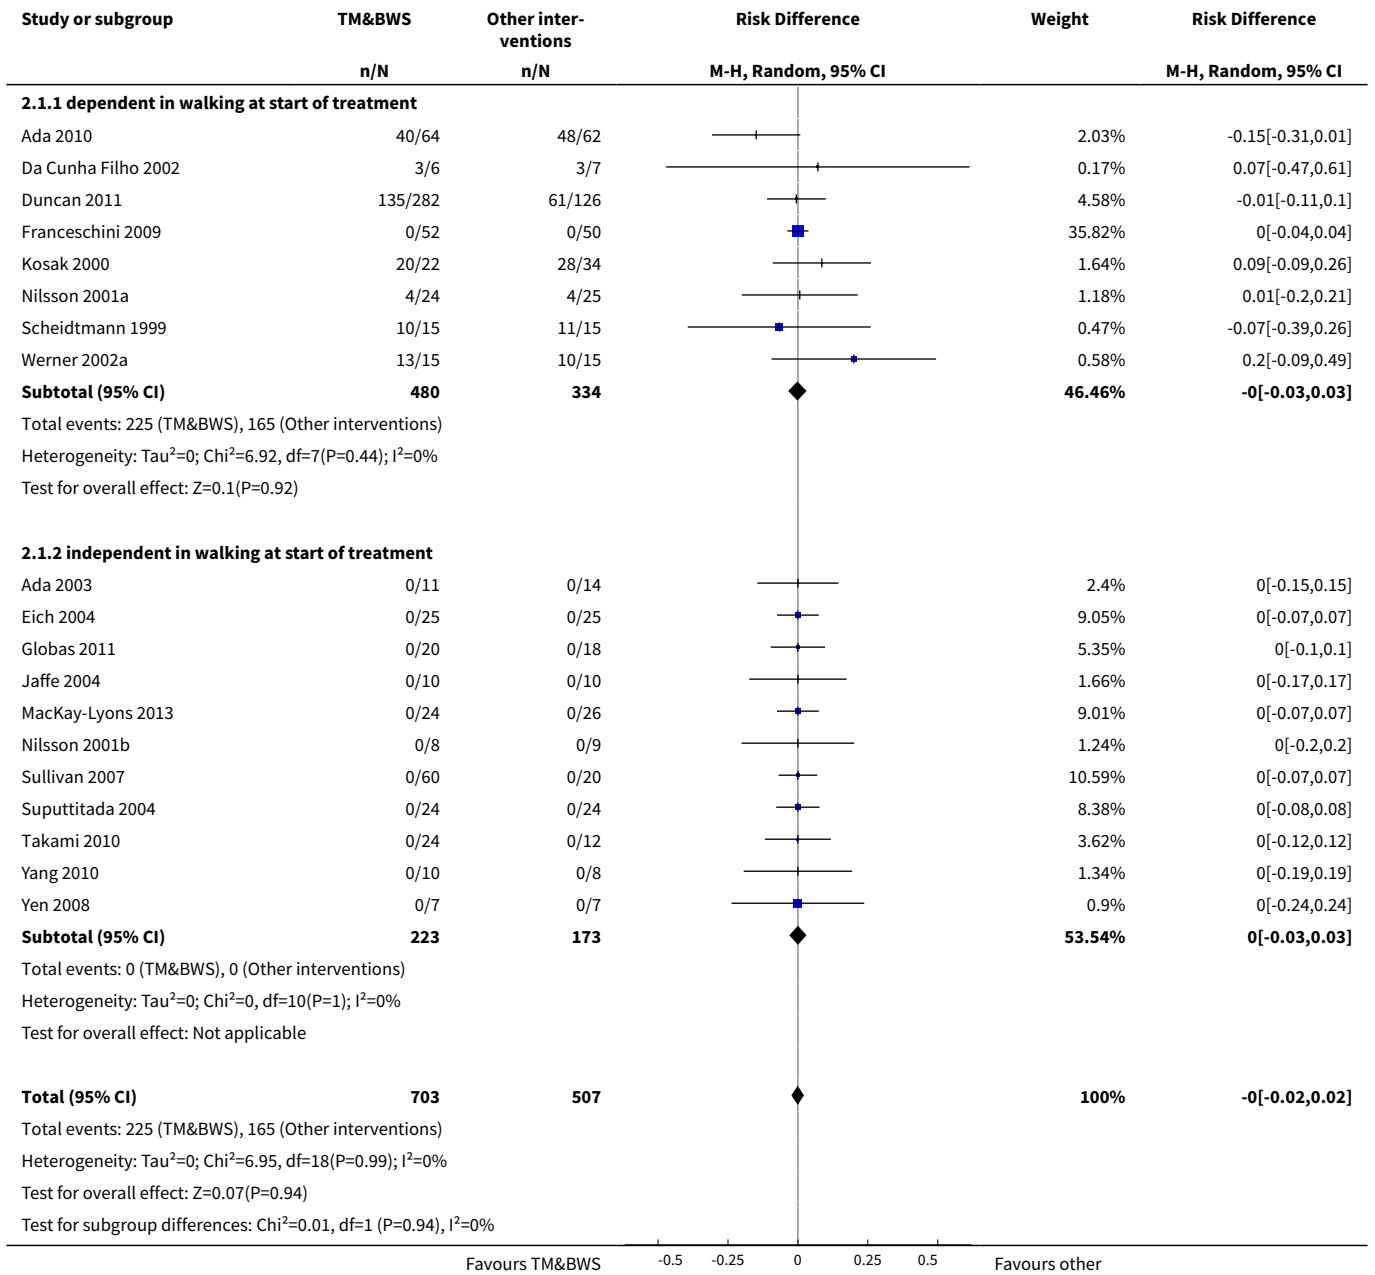 Study or subgroup TM&BWS Other inter- Risk Difference Weight Risk Difference
ventions
n/N n/N M-H, Random, 95% CI M-H, Random, 95% CI
2.1.1 dependent in walking at start of treatment
Ada 2010 40/64 48/62 2.03% -0.15[-0.31,0.01]
Da Cunha Filho 2002 3/6 3/7 0.17% 0.07[-0.47,0.61]
Duncan 2011 135/282 61/126 4.58% -0.01[-0.11,0.1]
Franceschini 2009 0/52 0/50 35.82% 0[-0.04,0.04]
Kosak 2000 20/22 28/34 1.64% 0.09[-0.09,0.26]
Nilsson 2001a 4/24 4/25 1.18% 0.01[-0.2,0.21]
Scheidtmann 1999 10/15 11/15 0.47% -0.07[-0.39,0.26]
Werner 2002a 13/15 10/15 0.58% 0.2[-0.09,0.49]
Subtotal (95% CI) 480 334 46.46% -0[-0.03,0.03]
Total events: 225 (TM&BWS), 165 (Other interventions)
Heterogeneity: Tau²=0; Chi²=6.92, df=7(P=0.44); I²=0%
Test for overall effect: Z=0.1(P=0.92)
2.1.2 independent in walking at start of treatment
Ada 2003 0/11 0/14 2.4% 0[-0.15,0.15]
Eich 2004 0/25 0/25 9.05% 0[-0.07,0.07]
Globas 2011 0/20 0/18 5.35% 0[-0.1,0.1]
Jaffe 2004 0/10 0/10 1.66% 0[-0.17,0.17]
MacKay-Lyons 2013 0/24 0/26 9.01% 0[-0.07,0.07]
Nilsson 2001b 0/8 0/9 1.24% 0[-0.2,0.2]
Sullivan 2007 0/60 0/20 10.59% 0[-0.07,0.07]
Suputtitada 2004 0/24 0/24 8.38% 0[-0.08,0.08]
Takami 2010 0/24 0/12 3.62% 0[-0.12,0.12]
Yang 2010 0/10 0/8 1.34% 0[-0.19,0.19]
Yen 2008 0/7 0/7 0.9% 0[-0.24,0.24]
Subtotal (95% CI) 223 173 53.54% 0[-0.03,0.03]
Total events: 0 (TM&BWS), 0 (Other interventions)
Heterogeneity: Tau²=0; Chi²=0, df=10(P=1); I²=0%
Test for overall effect: Not applicable
Total (95% CI) 703 507 100% -0[-0.02,0.02]
Total events: 225 (TM&BWS), 165 (Other interventions)
Heterogeneity: Tau²=0; Chi²=6.95, df=18(P=0.99); I²=0%
Test for overall effect: Z=0.07(P=0.94)
Test for subgroup differences: Chi²=0.01, df=1 (P=0.94), I²=0%
Favours TM&BWS -0.5 -0.25 0 0.25 0.5 Favours other